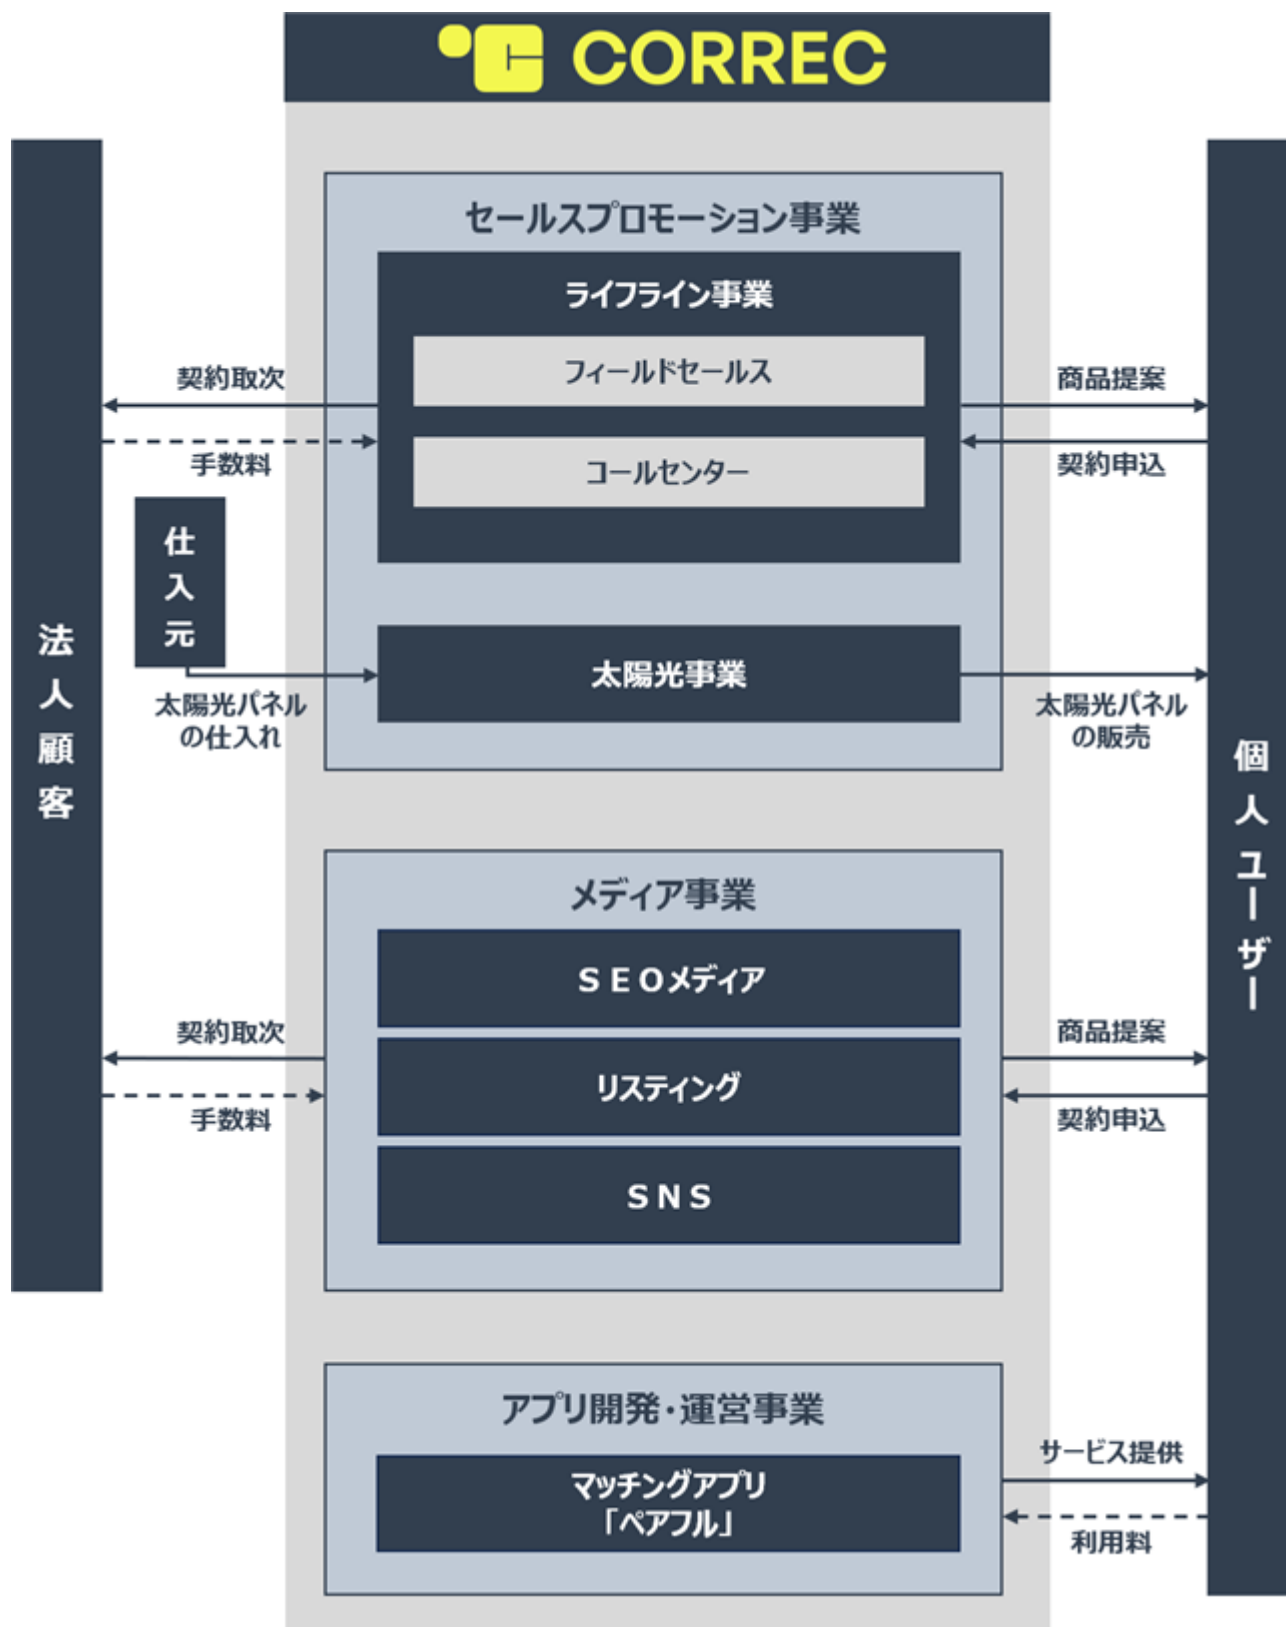 CORREC
セールスプロモーション事業
ライフライン事業
フィールドセールス
コールセンター
契約取次
手数料
商品提案
契約申込
仕入元
太陽光事業
太陽光パネル
の仕入れ
太陽光パネル
の販売
法人顧客
個人ユーザー
メディア事業
ＳＥＯメディア
リスティング
ＳＮＳ
契約取次
手数料
商品提案
契約申込
アプリ開発・運営事業
マッチングアプリ
「ペアフル」
サービス提供
利用料